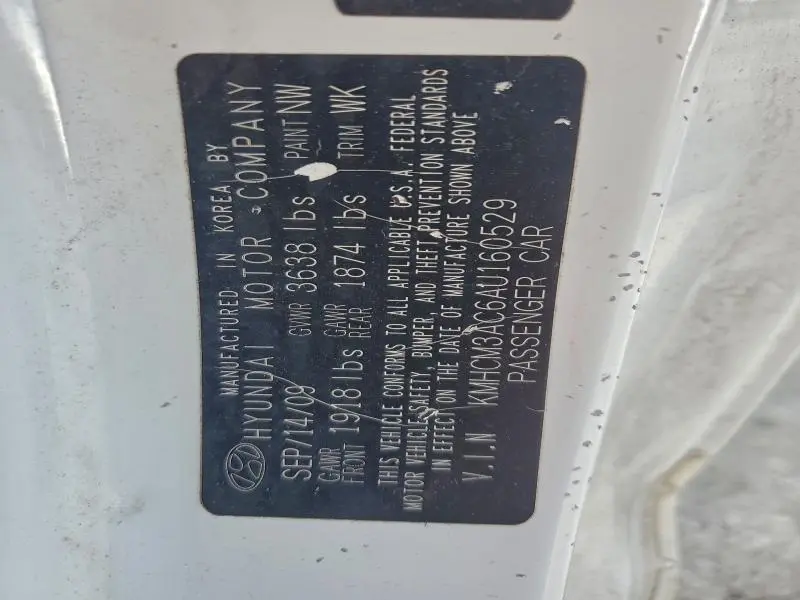 MANUFACTURED IN KOREA BY
HYUNDAI MOTOR COMPANY
SEP/14/09 GVWR 3638 lbs PAINT NW
GAWR FRONT 1918 lbs GAWR REAR 1874 lbs TRIM WK
THIS VEHICLE CONFORMS TO ALL APPLICABLE U.S.A. FEDERAL
MOTOR VEHICLE SAFETY, BUMPER, AND THEFT PREVENTION STANDARDS
IN EFFECT ON THE DATE OF MANUFACTURE SHOWN ABOVE
V.I.N KMHCM3AC6AU160529
PASSENGER CAR